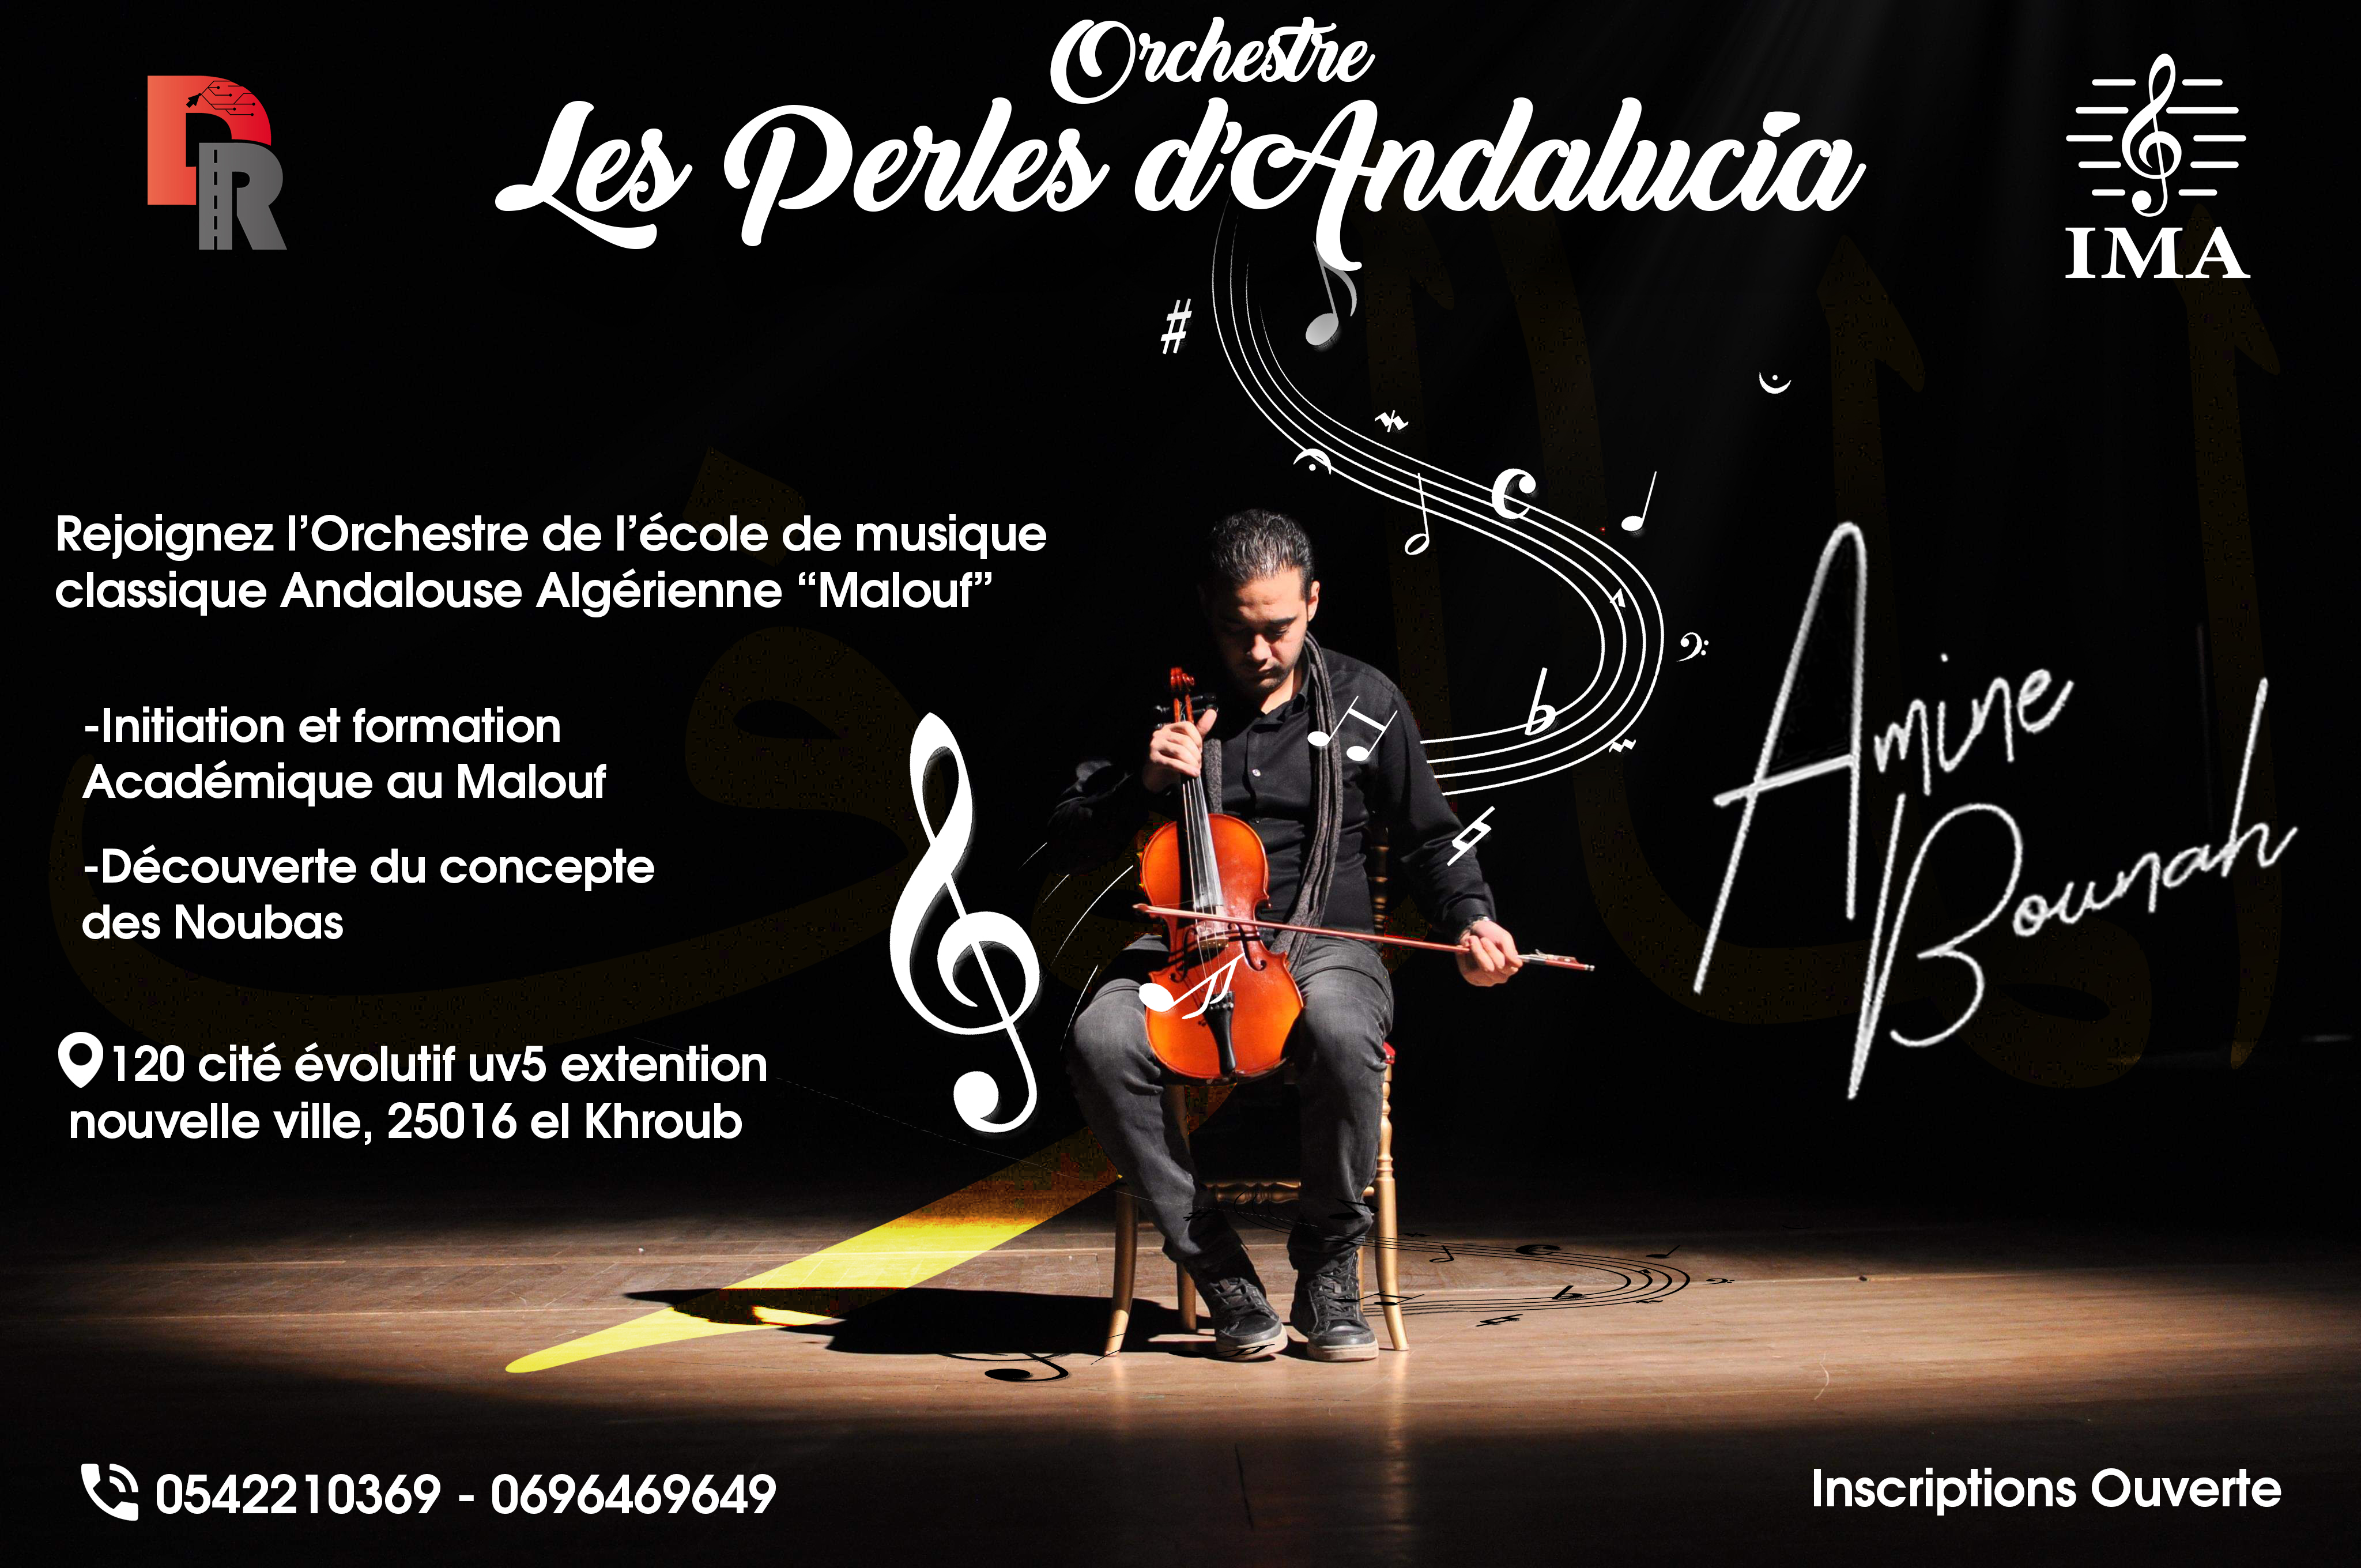 Orchestre
Les Perles d'Andalucía
DR
IMA
Rejoignez l’Orchestre de l’école de musique
classique Andalouse Algérienne “Malouf”
-Initiation et formation
Académique au Malouf
-Découverte du concepte
des Noubas
Amine
Bounah
120 cité évolutif uv5 extention
nouvelle ville, 25016 el Khroub
0542210369 - 0696469649
Inscriptions Ouverte